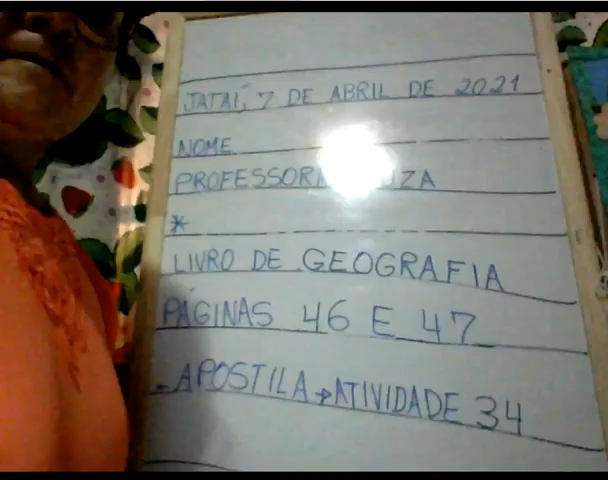 JATAÍ, 7 DE ABRIL DE 2021
NOME
PROFESSORA
*
LIVRO DE GEOGRAFIA
PÁGINAS 46 E 47
- APOSTILA → ATIVIDADE 34